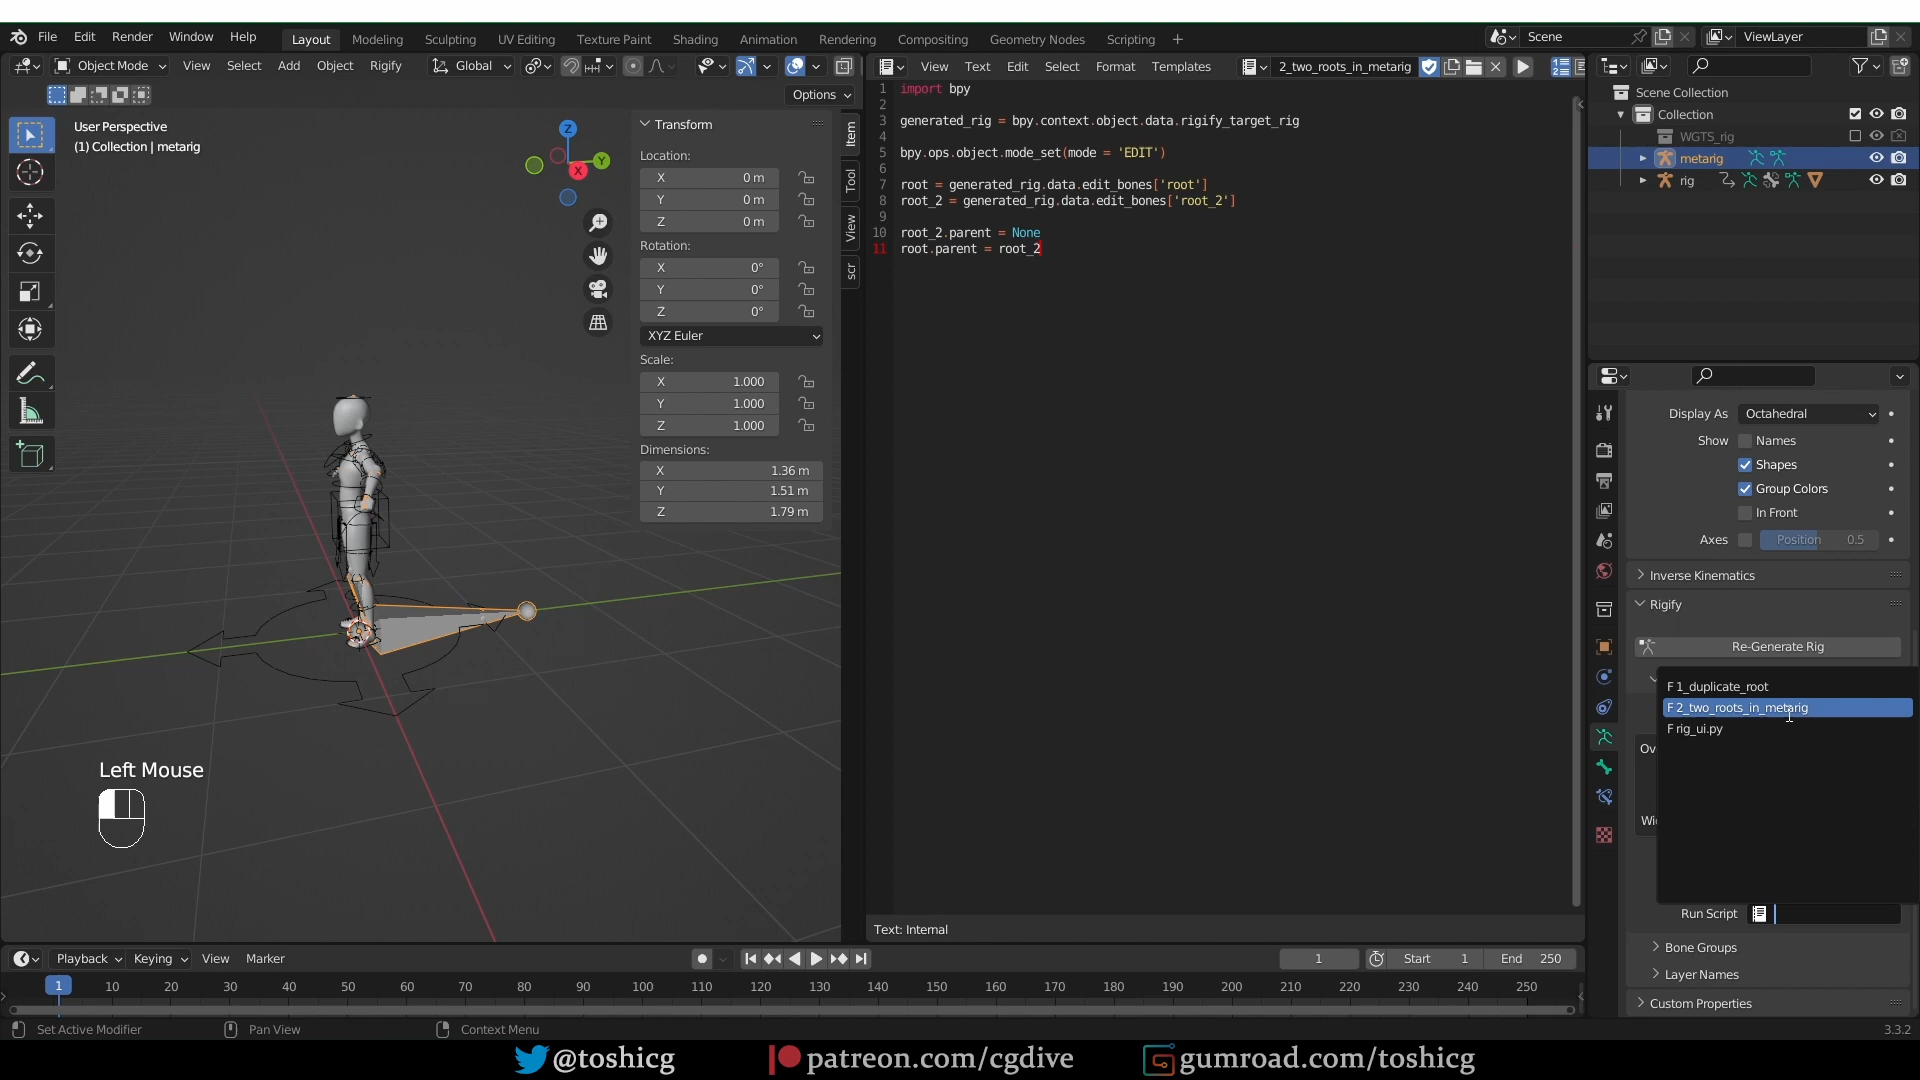 File Edit Render Window Help
Layout Modeling Sculpting UV Editing Texture Paint Shading Animation Rendering Compositing Geometry Nodes Scripting +
Scene
ViewLayer
Object Mode View Select Add Object Rigify Global
Options
User Perspective
(1) Collection | metarig
Z
Y
X
Transform
Location:
X 0 m
Y 0 m
Z 0 m
Rotation:
X 0°
Y 0°
Z 0°
XYZ Euler
Scale:
X 1.000
Y 1.000
Z 1.000
Dimensions:
X 1.36 m
Y 1.51 m
Z 1.79 m
Item
Tool
View
scr
Left Mouse
View Text Edit Select Format Templates 2_two_roots_in_metarig
1 import bpy
2
3 generated_rig = bpy.context.object.data.rigify_target_rig
4
5 bpy.ops.object.mode_set(mode = 'EDIT')
6
7 root = generated_rig.data.edit_bones['root']
8 root_2 = generated_rig.data.edit_bones['root_2']
9
10 root_2.parent = None
11 root.parent = root_2
Text: Internal
Scene Collection
Collection
WGTS_rig
metarig
rig
Display As Octahedral
Show Names
Shapes
Group Colors
In Front
Axes Position 0.5
Inverse Kinematics
Rigify
Re-Generate Rig
F 1_duplicate_root
F 2_two_roots_in_metarig
F rig_ui.py
Ov
Wi
Run Script
Bone Groups
Layer Names
Custom Properties
Playback Keying View Marker
1 Start 1 End 250
1 10 20 30 40 50 60 70 80 90 100 110 120 130 140 150 160 170 180 190 200 210 220 230 240 250
Set Active Modifier Pan View Context Menu
3.3.2
@toshicg patreon.com/cgdive gumroad.com/toshicg